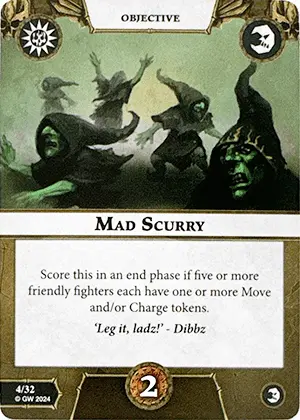 OBJECTIVE
MAD SCURRY
Score this in an end phase if five or more
friendly fighters each have one or more Move
and/or Charge tokens.
‘Leg it, ladz!’ - Dibbz
4/32
© GW 2024
2